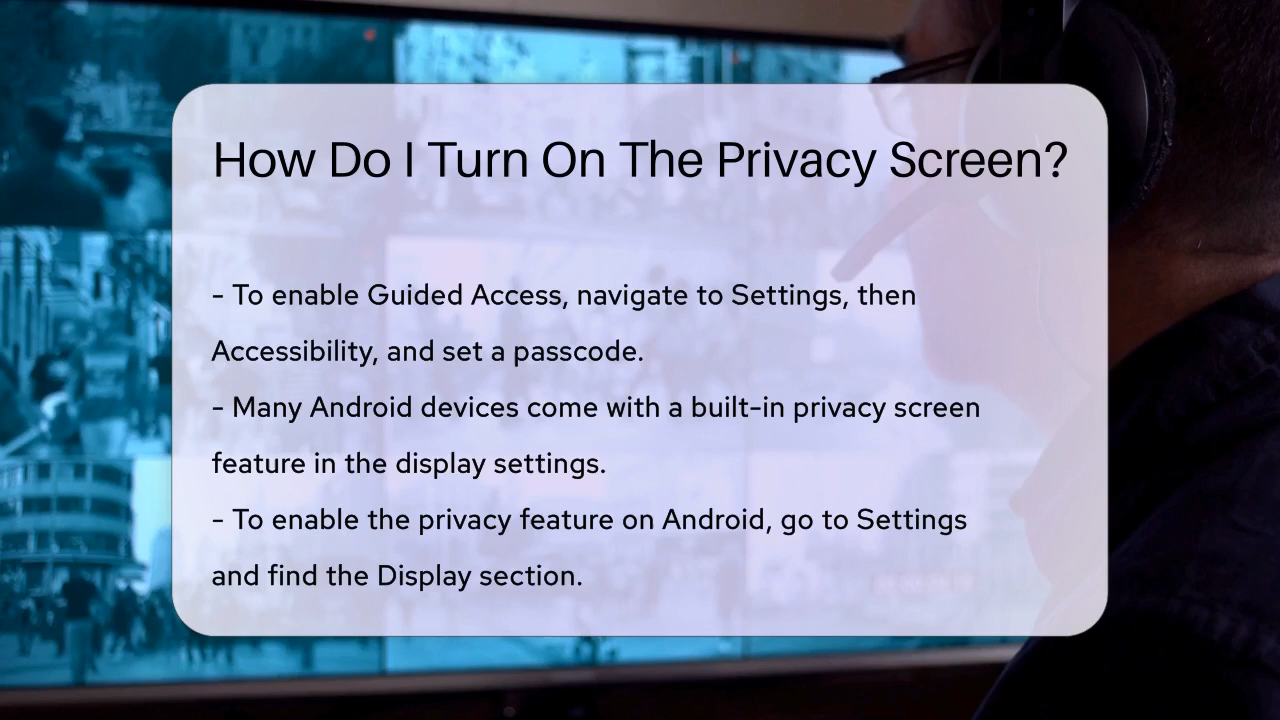 How Do I Turn On The Privacy Screen?
- To enable Guided Access, navigate to Settings, then
Accessibility, and set a passcode.
- Many Android devices come with a built-in privacy screen
feature in the display settings.
- To enable the privacy feature on Android, go to Settings
and find the Display section.